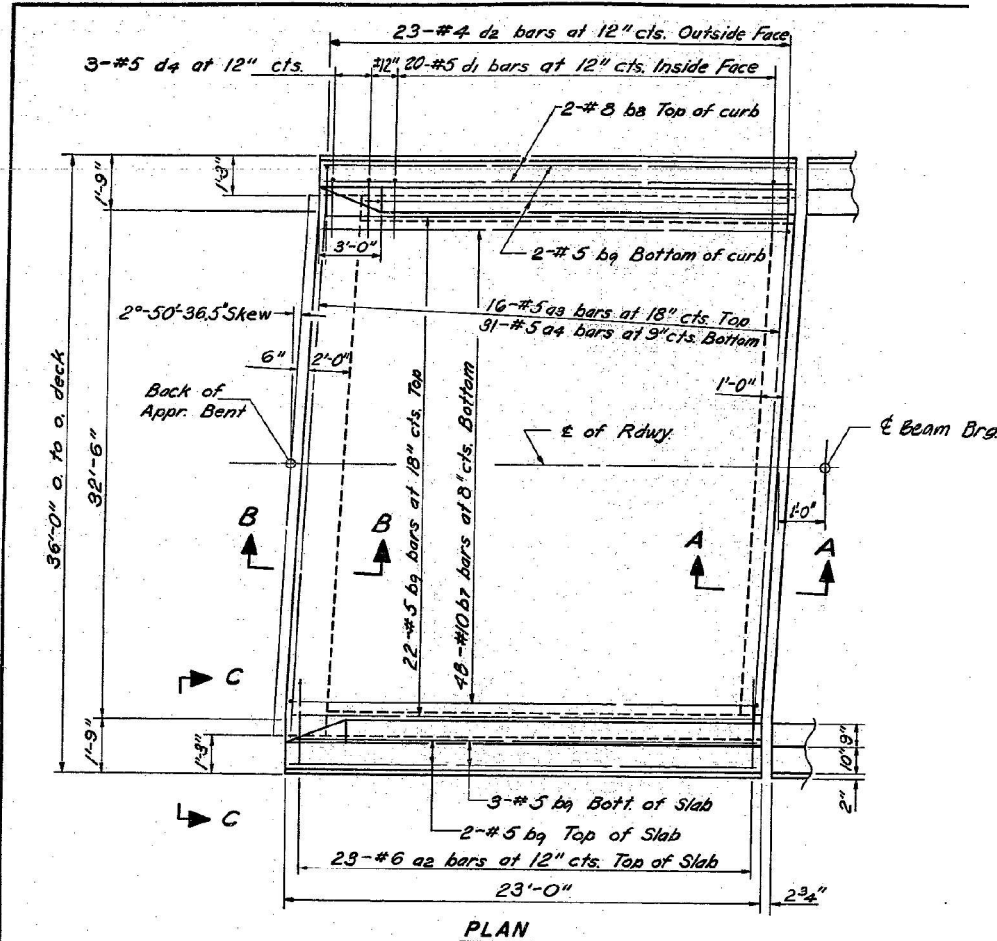 23-#4 d2 bars at 12" cts. Outside Face
3-#5 d4 at 12" cts.
±12"
20-#5 d1 bars at 12" cts. Inside Face
2-#8 b8 Top of curb
1'-9"
1'-3"
3'-0"
2-#5 b9 Bottom of curb
16-#5 a3 bars at 18" cts. Top
31-#5 a4 bars at 9" cts. Bottom
2°-50'-36.5" Skew
6"
2'-0"
1'-0"
Back of
Appr. Bent
36'-0" o. to o. deck
32'-6"
22-#5 b9 bars at 18" cts. Top
48-#10 b7 bars at 8" cts. Bottom
℄ of Rdwy.
℄ Beam Brg.
1'-0"
B
B
A
A
C
C
1'-9"
1'-3"
9"
10"
2"
3-#5 b9 Bott. of Slab
2-#5 b9 Top of Slab
23-#6 a2 bars at 12" cts. Top of Slab
23'-0"
2¾"
PLAN